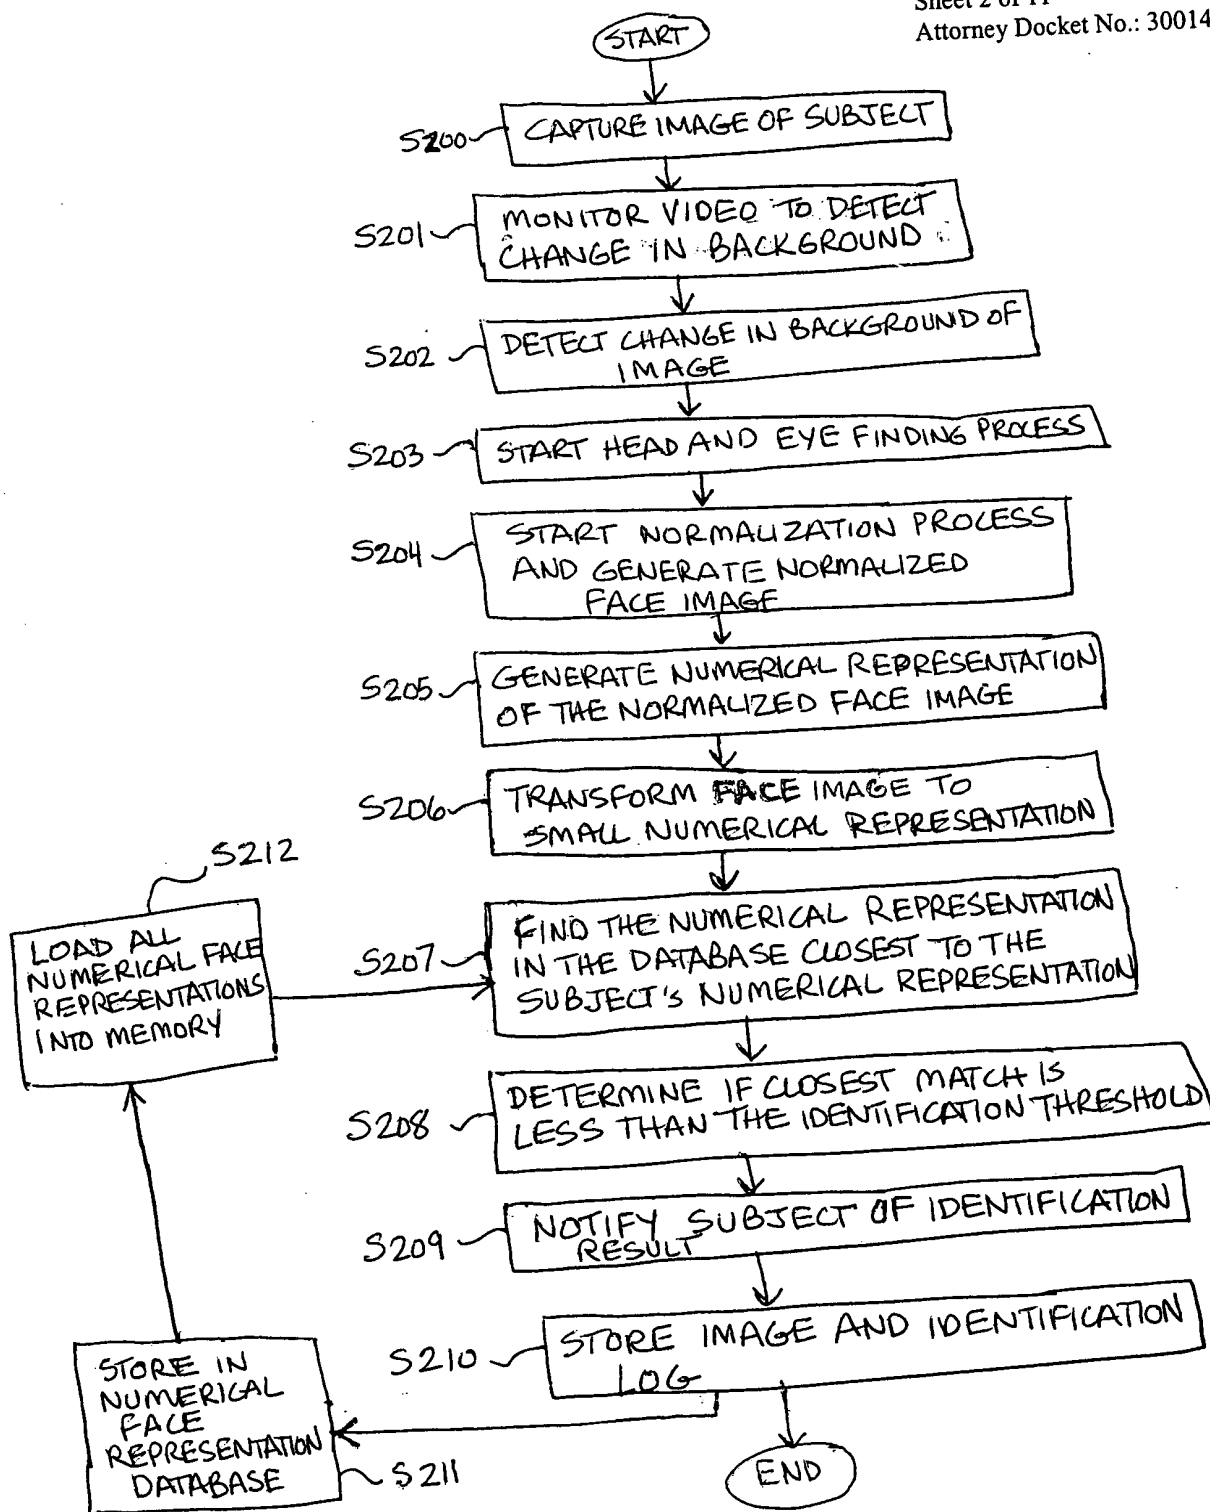 Sheet 2 of 11
Attorney Docket No.: 30014
START
S200
CAPTURE IMAGE OF SUBJECT
S201
MONITOR VIDEO TO DETECT
CHANGE IN BACKGROUND
S202
DETECT CHANGE IN BACKGROUND OF
IMAGE
S203
START HEAD AND EYE FINDING PROCESS
S204
START NORMALIZATION PROCESS
AND GENERATE NORMALIZED
FACE IMAGE
S205
GENERATE NUMERICAL REPRESENTATION
OF THE NORMALIZED FACE IMAGE
S206
TRANSFORM FACE IMAGE TO
SMALL NUMERICAL REPRESENTATION
S212
LOAD ALL
NUMERICAL FACE
REPRESENTATIONS
INTO MEMORY
S207
FIND THE NUMERICAL REPRESENTATION
IN THE DATABASE CLOSEST TO THE
SUBJECT'S NUMERICAL REPRESENTATION
S208
DETERMINE IF CLOSEST MATCH IS
LESS THAN THE IDENTIFICATION THRESHOLD
S209
NOTIFY SUBJECT OF IDENTIFICATION
RESULT
S210
STORE IMAGE AND IDENTIFICATION
LOG
STORE IN
NUMERICAL
FACE
REPRESENTATION
DATABASE
S211
END